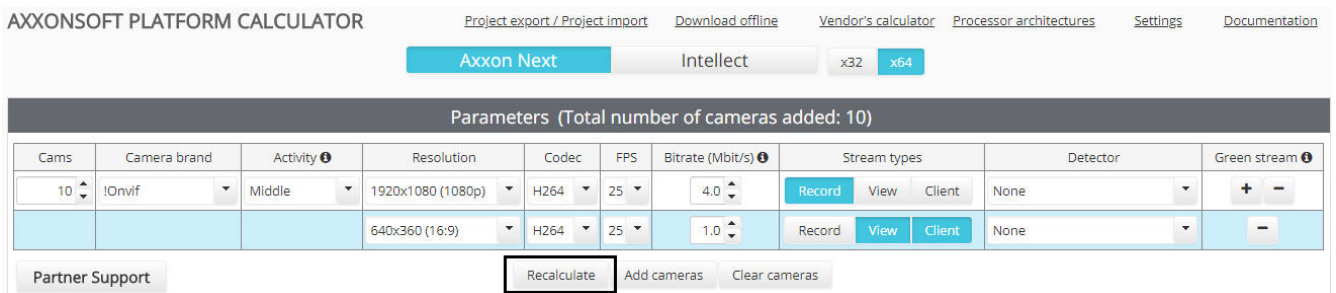 AXXONSOFT PLATFORM CALCULATOR Project export / Project import Download offline Vendor's calculator Processor architectures Settings Documentation
Axxon Next Intellect x32 x64
Parameters (Total number of cameras added: 10)
Cams Camera brand Activity Resolution Codec FPS Bitrate (Mbit/s) Stream types Detector Green stream
10 !Onvif Middle 1920x1080 (1080p) H264 25 4.0 Record View Client None + −
640x360 (16:9) H264 25 1.0 Record View Client None −
Partner Support Recalculate Add cameras Clear cameras